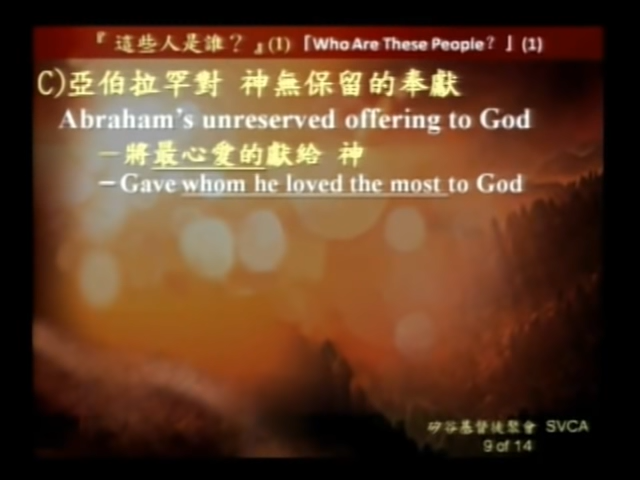 『 這些人是誰？ 』(1) 「Who Are These People？」(1)
C)亞伯拉罕對 神無保留的奉獻
Abraham's unreserved offering to God
－將最心愛的獻給 神
－Gave whom he loved the most to God
矽谷基督徒聚會 SVCA
9 of 14